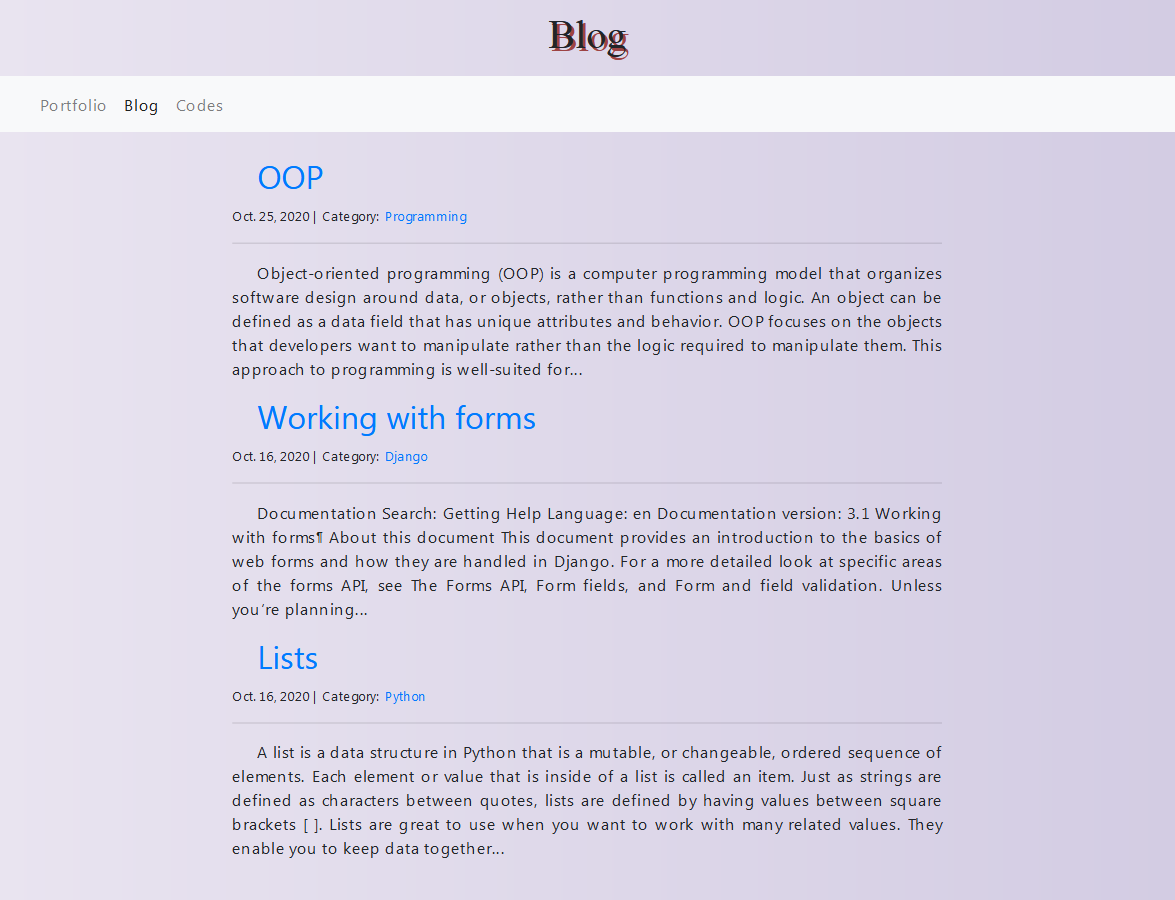 Blog
Portfolio Blog Codes
OOP
Oct. 25, 2020 | Category: Programming
Object-oriented programming (OOP) is a computer programming model that organizes
software design around data, or objects, rather than functions and logic. An object can be
defined as a data field that has unique attributes and behavior. OOP focuses on the objects
that developers want to manipulate rather than the logic required to manipulate them. This
approach to programming is well-suited for...
Working with forms
Oct. 16, 2020 | Category: Django
Documentation Search: Getting Help Language: en Documentation version: 3.1 Working
with forms¶ About this document This document provides an introduction to the basics of
web forms and how they are handled in Django. For a more detailed look at specific areas
of the forms API, see The Forms API, Form fields, and Form and field validation. Unless
you’re planning...
Lists
Oct. 16, 2020 | Category: Python
A list is a data structure in Python that is a mutable, or changeable, ordered sequence of
elements. Each element or value that is inside of a list is called an item. Just as strings are
defined as characters between quotes, lists are defined by having values between square
brackets [ ]. Lists are great to use when you want to work with many related values. They
enable you to keep data together...